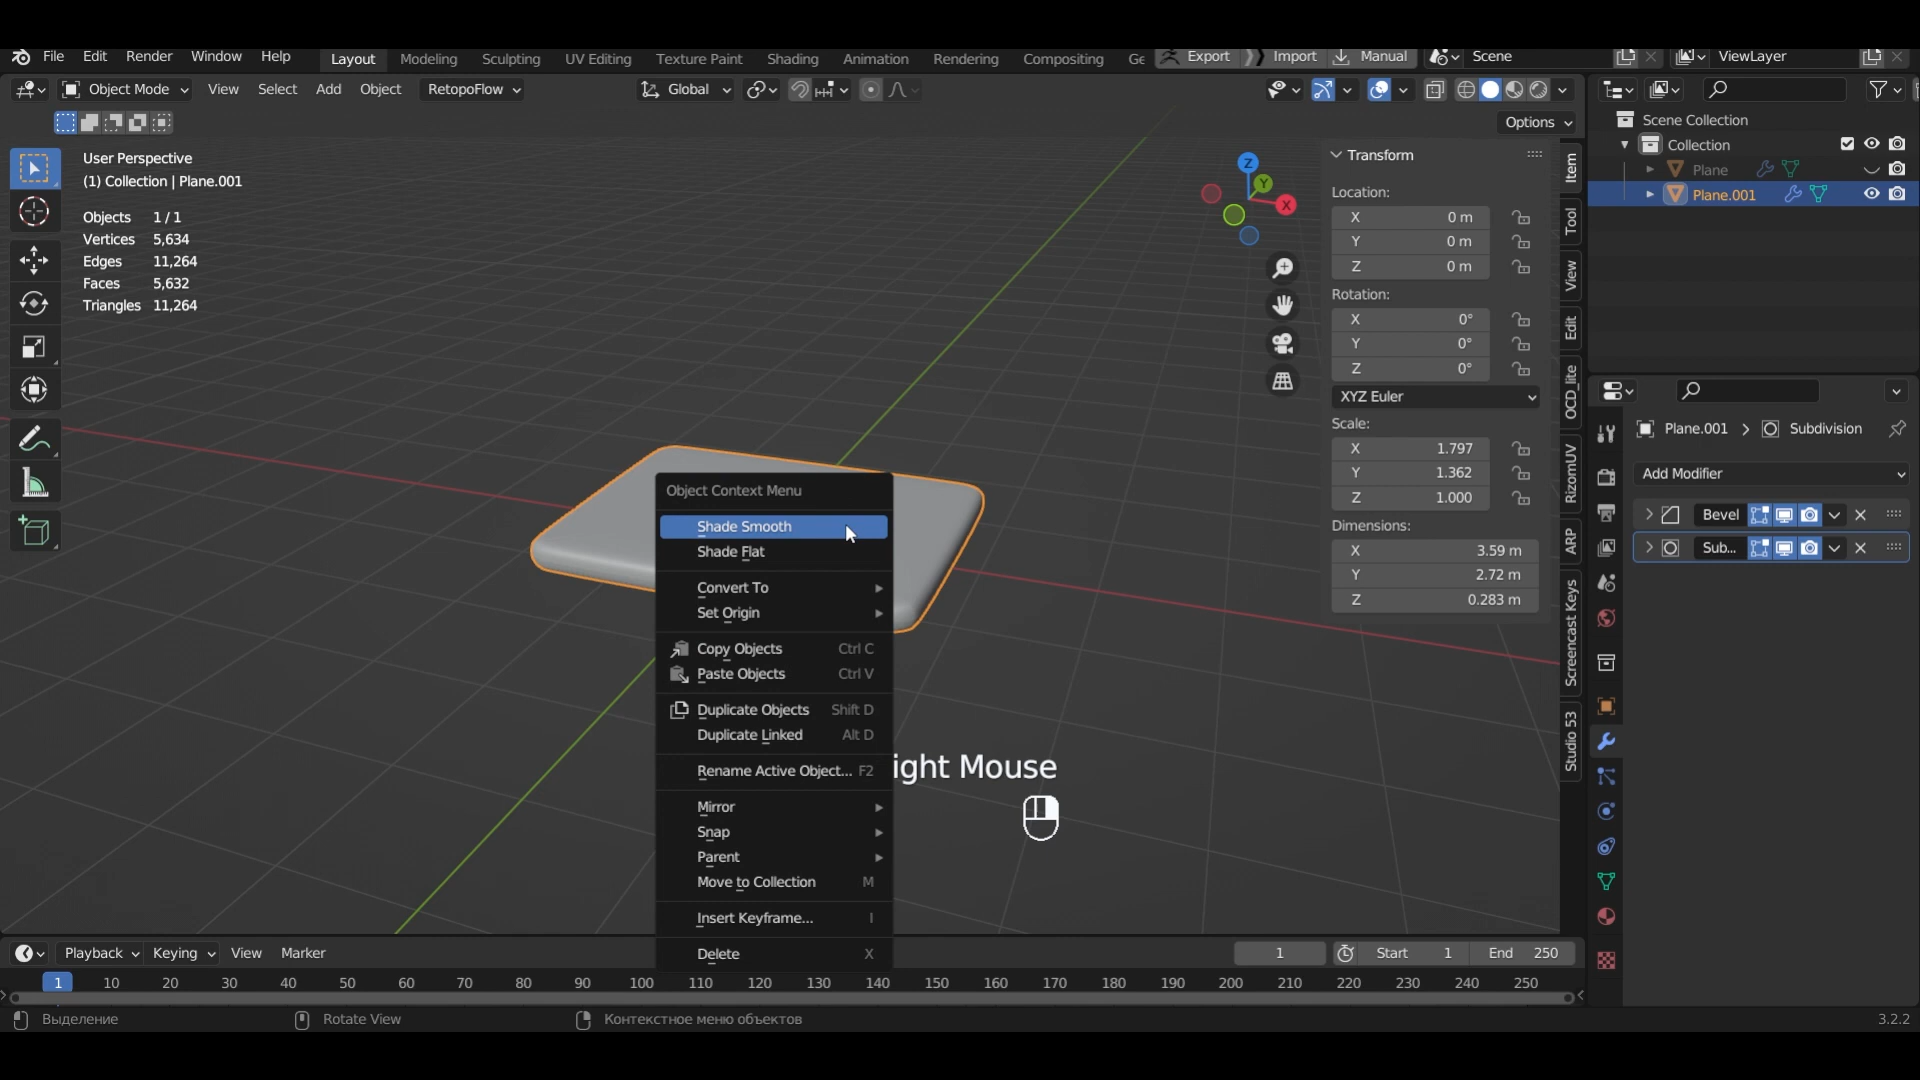 File Edit Render Window Help Layout Modeling Sculpting UV Editing Texture Paint Shading Animation Rendering Compositing Ge Export Import Manual Scene ViewLayer
Object Mode View Select Add Object RetopoFlow Global
Options
User Perspective
(1) Collection | Plane.001
Objects 1 / 1
Vertices 5,634
Edges 11,264
Faces 5,632
Triangles 11,264
Object Context Menu
Shade Smooth
Shade Flat
Convert To
Set Origin
Copy Objects Ctrl C
Paste Objects Ctrl V
Duplicate Objects Shift D
Duplicate Linked Alt D
Rename Active Object... F2
Mirror
Snap
Parent
Move to Collection M
Insert Keyframe... I
Delete X
ight Mouse
Z
Y
X
Transform
Location:
X 0 m
Y 0 m
Z 0 m
Rotation:
X 0°
Y 0°
Z 0°
XYZ Euler
Scale:
X 1.797
Y 1.362
Z 1.000
Dimensions:
X 3.59 m
Y 2.72 m
Z 0.283 m
Item
Tool
View
Edit
OCD_lite
RizomUV
ARP
Screencast Keys
Studio 53
Scene Collection
Collection
Plane
Plane.001
Plane.001 Subdivision
Add Modifier
Bevel
Sub...
Playback Keying View Marker 1 Start 1 End 250
1 10 20 30 40 50 60 70 80 90 100 110 120 130 140 150 160 170 180 190 200 210 220 230 240 250
Выделение Rotate View Контекстное меню объектов 3.2.2